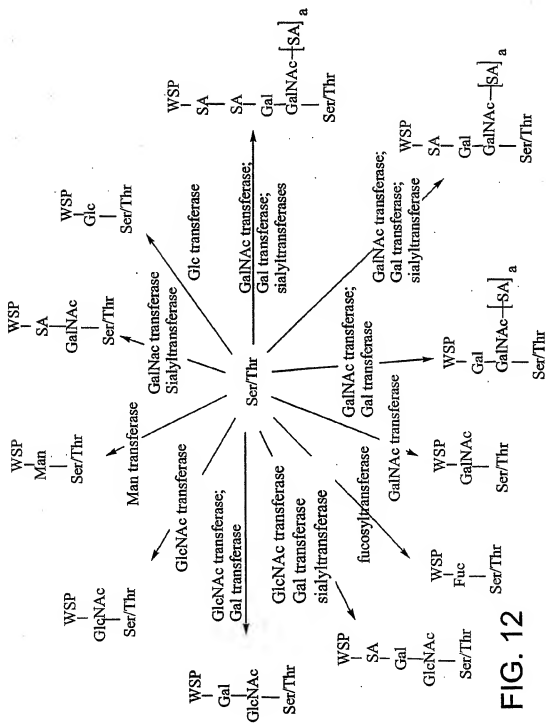 WSP
SA
SA
Gal
GalNAc—[SA]a
Ser/Thr
WSP
Glc
Ser/Thr
Glc transferase
GalNAc transferase;
Gal transferase;
sialyltransferases
WSP
SA
GalNAc
Ser/Thr
GalNac transferase
Sialyltransferase
WSP
SA
Gal
GalNAc—[SA]a
Ser/Thr
GalNAc transferase;
Gal transferase;
sialyltransferase
WSP
Man
Ser/Thr
Man transferase
Ser/Thr
GalNAc transferase;
Gal transferase
WSP
Gal
GalNAc—[SA]a
Ser/Thr
WSP
GlcNAc
Ser/Thr
GlcNAc transferase
GalNAc transferase
WSP
GalNAc
Ser/Thr
GlcNAc transferase;
Gal transferase
GlcNAc transferase
Gal transferase
sialyltransferase
fucosyltransferase
WSP
Fuc
Ser/Thr
WSP
Gal
GlcNAc
Ser/Thr
WSP
SA
Gal
GlcNAc
Ser/Thr
FIG. 12